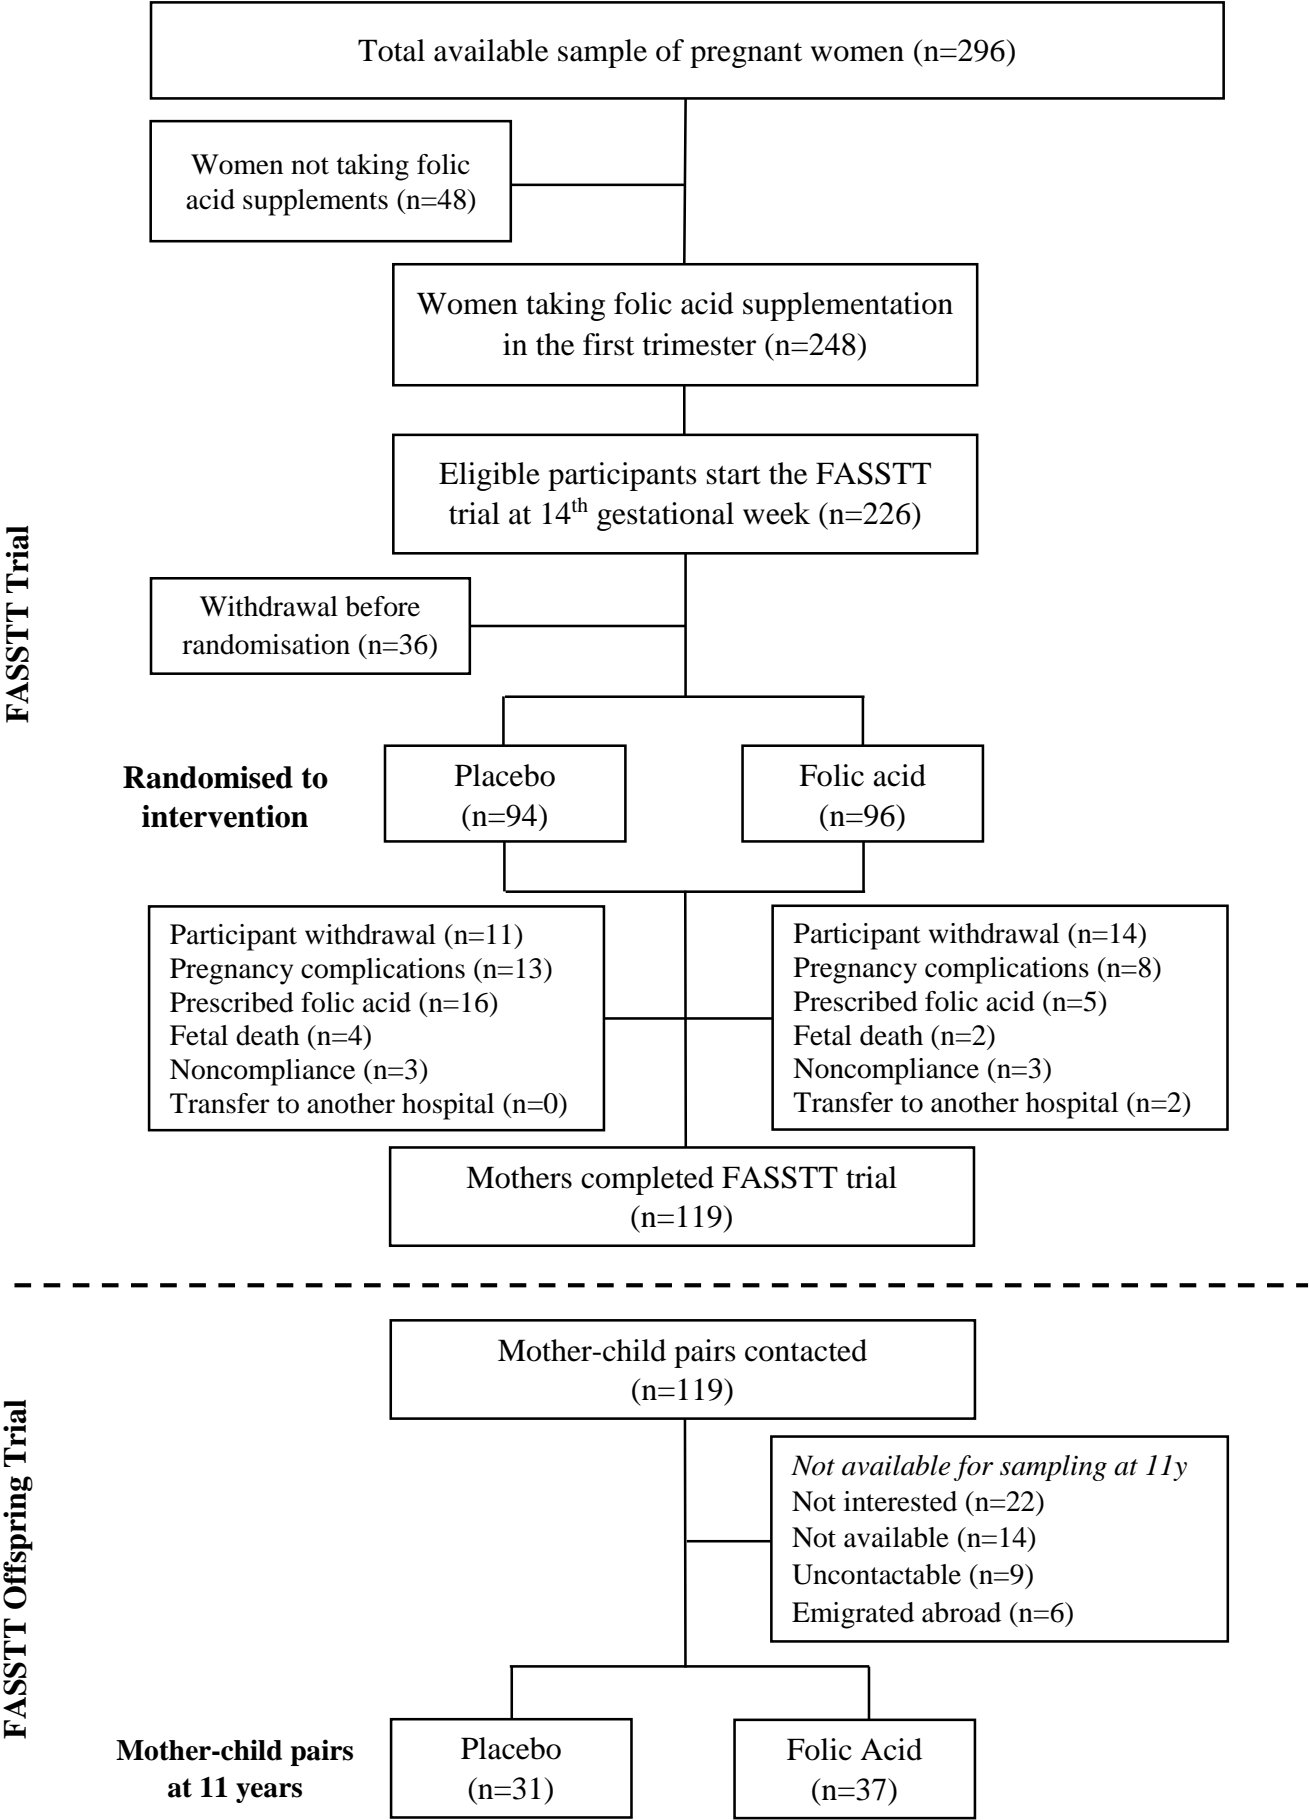 Total available sample of pregnant women (n=296)
Women not taking folic
acid supplements (n=48)
Women taking folic acid supplementation
in the first trimester (n=248)
Eligible participants start the FASSTT
trial at 14th gestational week (n=226)
FASSTT Trial
Withdrawal before
randomisation (n=36)
Randomised to
intervention
Placebo
(n=94)
Folic acid
(n=96)
Participant withdrawal (n=11)
Pregnancy complications (n=13)
Prescribed folic acid (n=16)
Fetal death (n=4)
Noncompliance (n=3)
Transfer to another hospital (n=0)
Participant withdrawal (n=14)
Pregnancy complications (n=8)
Prescribed folic acid (n=5)
Fetal death (n=2)
Noncompliance (n=3)
Transfer to another hospital (n=2)
Mothers completed FASSTT trial
(n=119)
Mother-child pairs contacted
(n=119)
FASSTT Offspring Trial
Not available for sampling at 11y
Not interested (n=22)
Not available (n=14)
Uncontactable (n=9)
Emigrated abroad (n=6)
Mother-child pairs
at 11 years
Placebo
(n=31)
Folic Acid
(n=37)